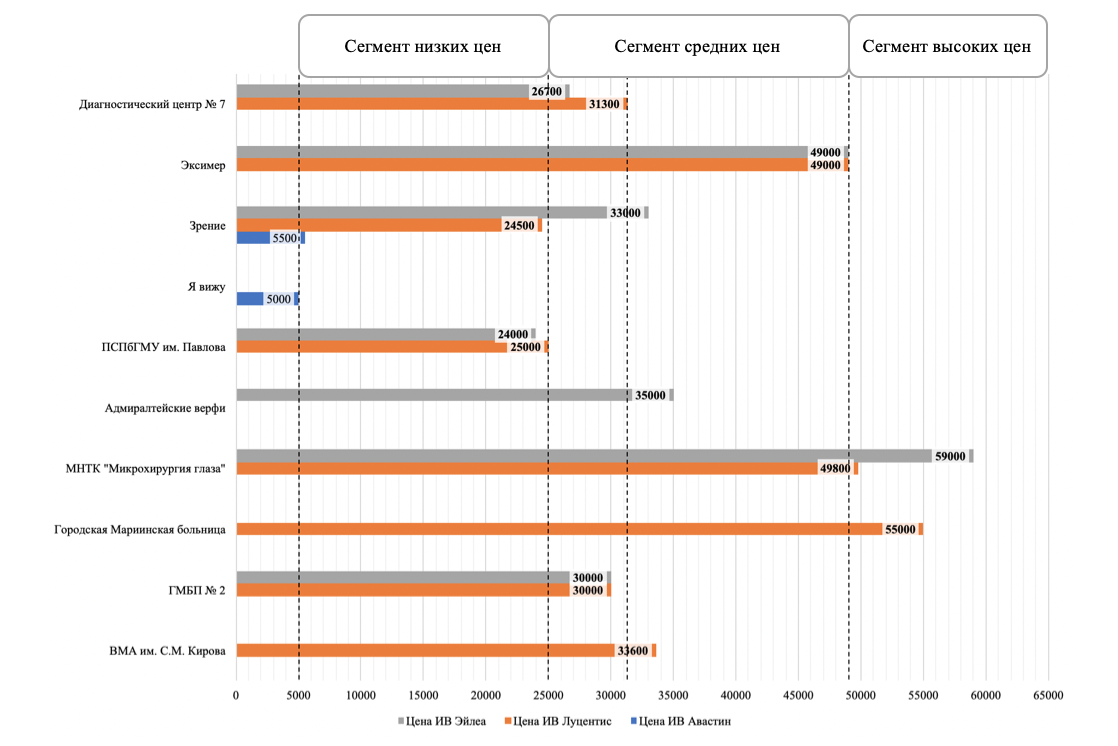 Сегмент низких цен
Сегмент средних цен
Сегмент высоких цен
Диагностический центр № 7
26700
31300
Эксимер
49000
49000
Зрение
33000
24500
5500
Я вижу
5000
ПСПбГМУ им. Павлова
24000
25000
Адмиралтейские верфи
35000
МНТК "Микрохирургия глаза"
59000
49800
Городская Мариинская больница
55000
ГМБП № 2
30000
30000
ВМА им. С.М. Кирова
33600
0 5000 10000 15000 20000 25000 30000 35000 40000 45000 50000 55000 60000 65000
Цена ИВ Эйлеа Цена ИВ Луцентис Цена ИВ Авастин